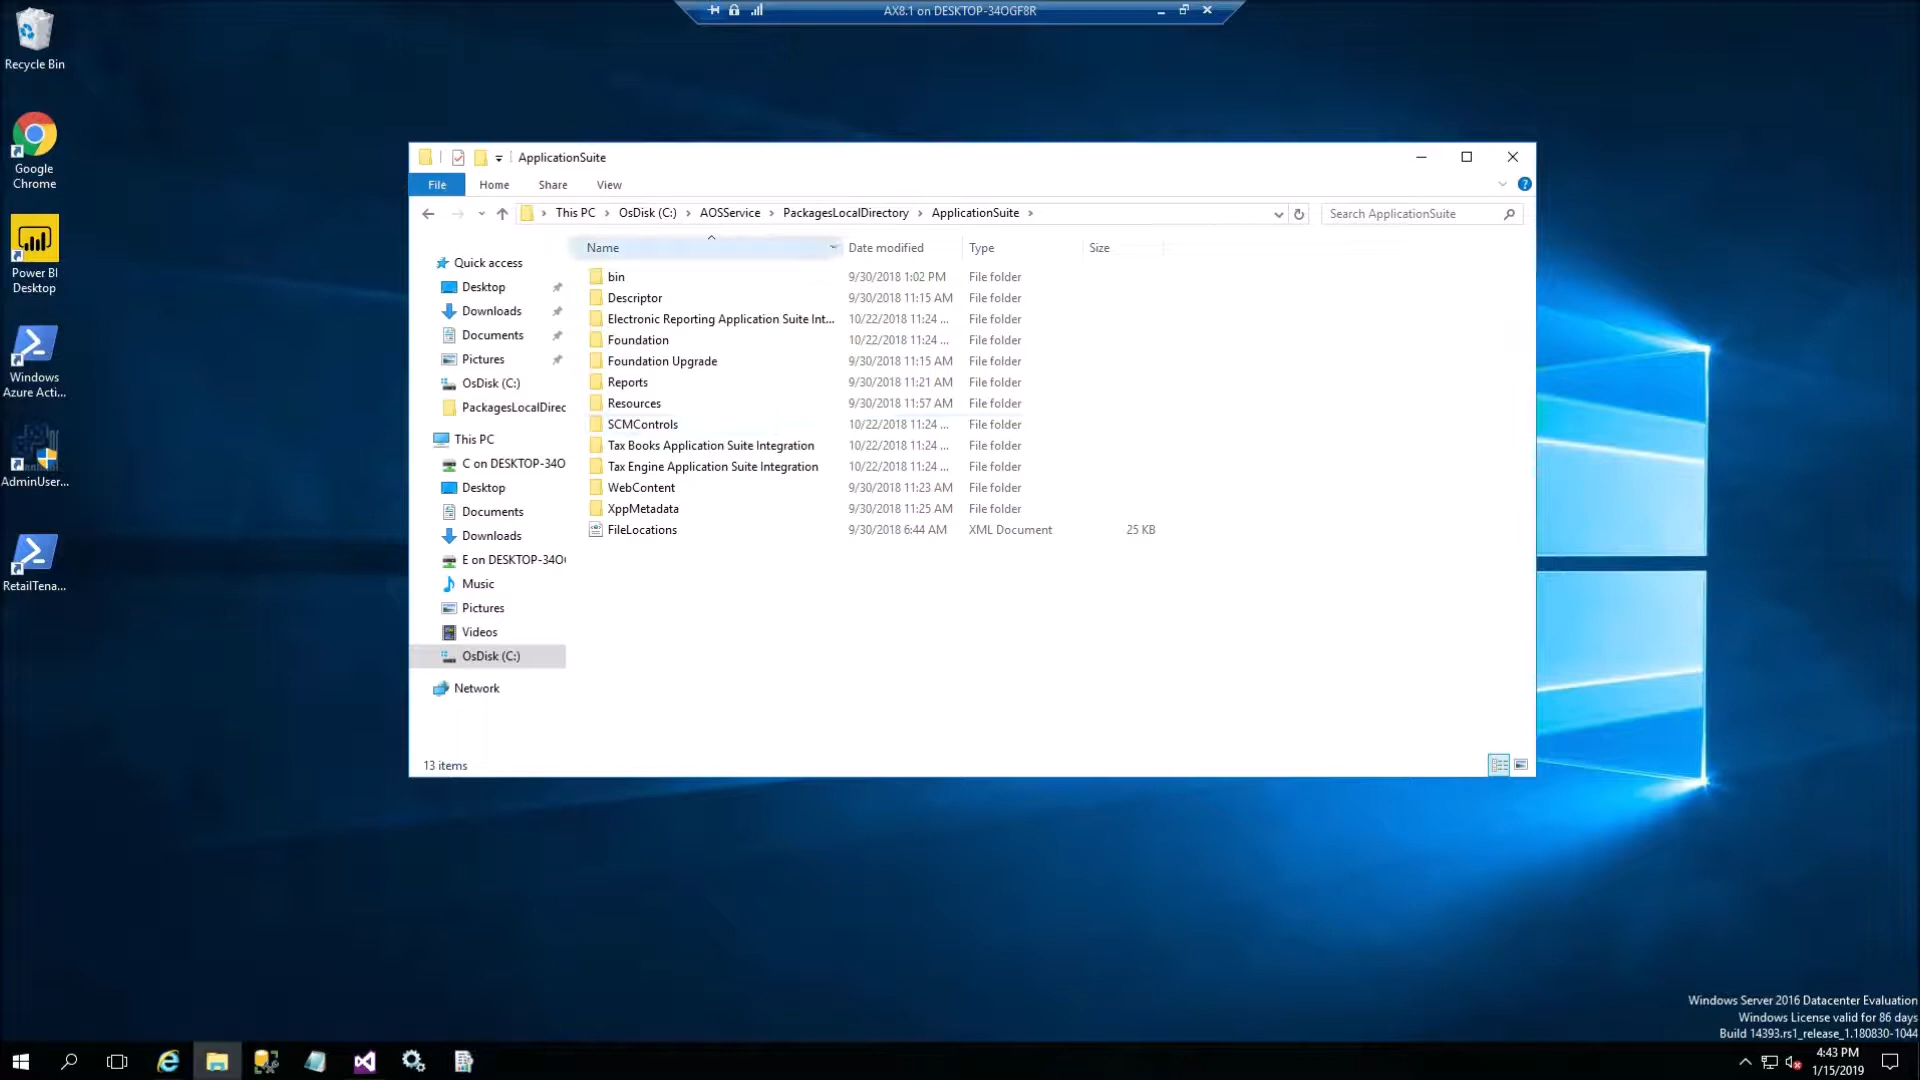 AX8.1 on DESKTOP-34OGF8R
Recycle Bin
Google
Chrome
Power BI
Desktop
Windows
Azure Acti...
AdminUser...
RetailTena...
ApplicationSuite
File Home Share View
This PC OsDisk (C:) AOSService PackagesLocalDirectory ApplicationSuite
Search ApplicationSuite
Quick access
Desktop
Downloads
Documents
Pictures
OsDisk (C:)
PackagesLocalDirec
This PC
C on DESKTOP-34O
Desktop
Documents
Downloads
E on DESKTOP-34O
Music
Pictures
Videos
OsDisk (C:)
Network
Name Date modified Type Size
bin 9/30/2018 1:02 PM File folder
Descriptor 9/30/2018 11:15 AM File folder
Electronic Reporting Application Suite Int... 10/22/2018 11:24 ... File folder
Foundation 10/22/2018 11:24 ... File folder
Foundation Upgrade 9/30/2018 11:15 AM File folder
Reports 9/30/2018 11:21 AM File folder
Resources 9/30/2018 11:57 AM File folder
SCMControls 10/22/2018 11:24 ... File folder
Tax Books Application Suite Integration 10/22/2018 11:24 ... File folder
Tax Engine Application Suite Integration 10/22/2018 11:24 ... File folder
WebContent 9/30/2018 11:23 AM File folder
XppMetadata 9/30/2018 11:25 AM File folder
FileLocations 9/30/2018 6:44 AM XML Document 25 KB
13 items
Windows Server 2016 Datacenter Evaluation
Windows License valid for 86 days
Build 14393.rs1_release_1.180830-1044
4:43 PM
1/15/2019